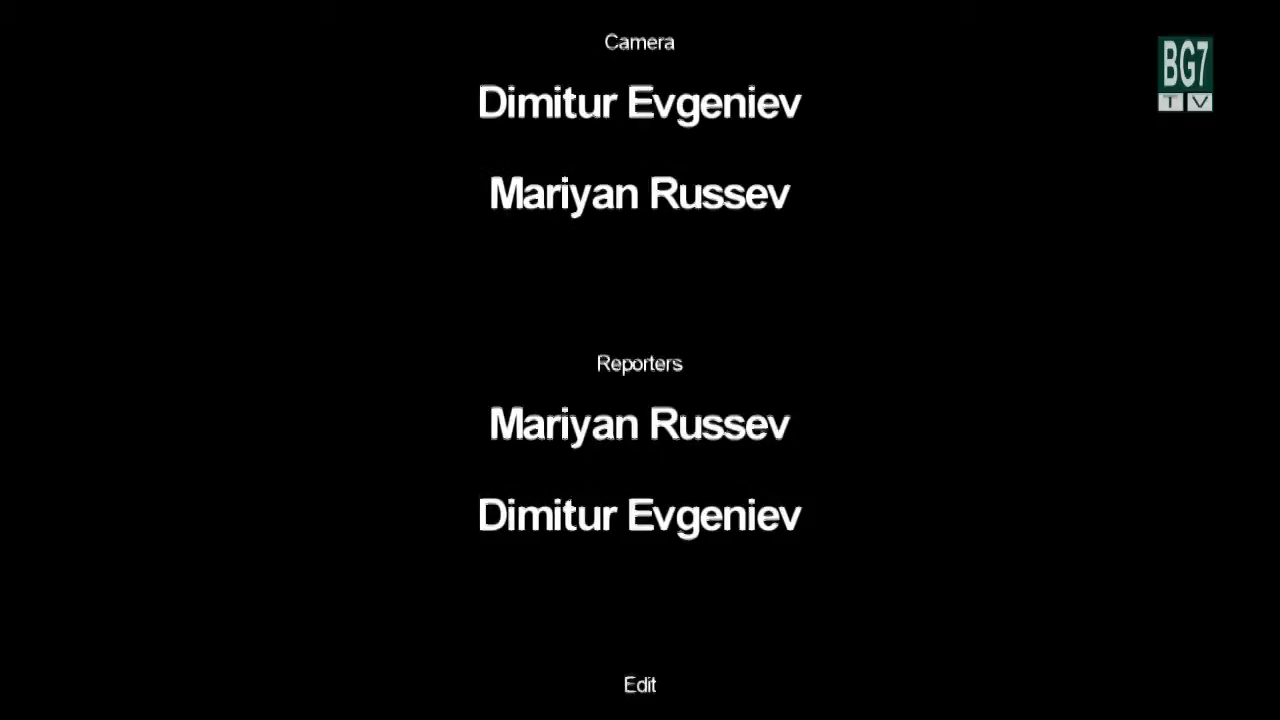 Camera
BG7
TV
Dimitur Evgeniev
Mariyan Russev
Reporters
Mariyan Russev
Dimitur Evgeniev
Edit